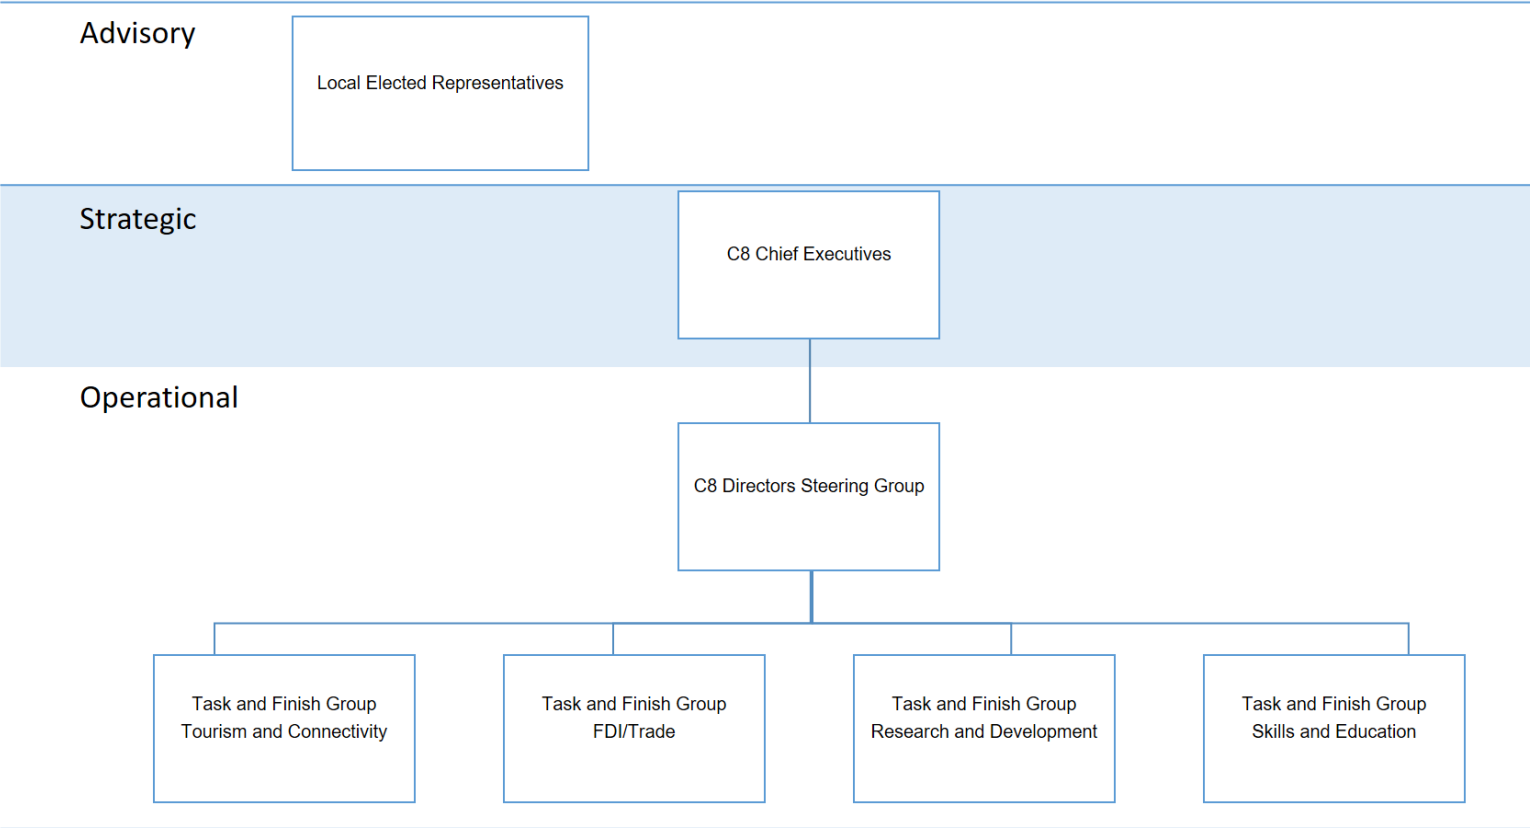 Advisory
Local Elected Representatives
Strategic
C8 Chief Executives
Operational
C8 Directors Steering Group
Task and Finish Group
Tourism and Connectivity
Task and Finish Group
FDI/Trade
Task and Finish Group
Research and Development
Task and Finish Group
Skills and Education